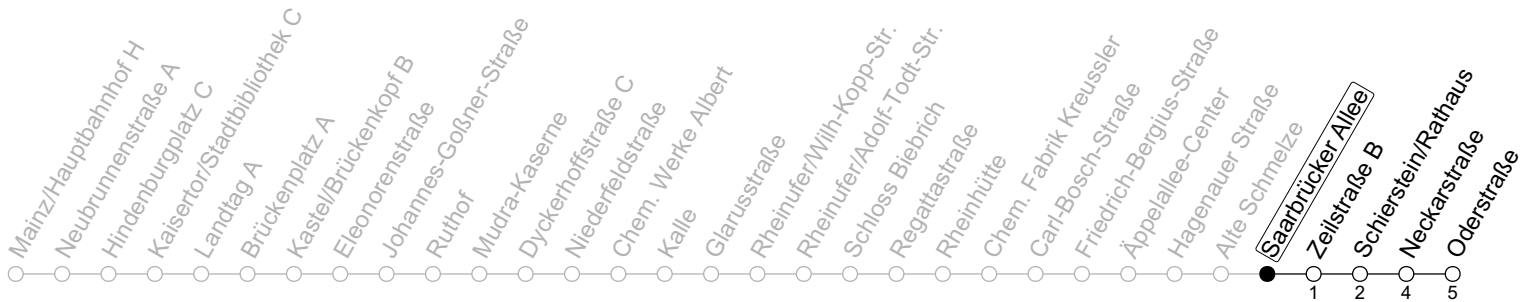 Mainz/Hauptbahnhof H
Neubrunnenstraße A
Hindenburgplatz C
Kaisertor/Stadtbibliothek C
Landtag A
Brückenplatz A
Kastel/Brückenkopf B
Eleonorenstraße
Johannes-Goßner-Straße
Ruthof
Mudra-Kaserne
Dyckerhoffstraße C
Niederfeldstraße
Chem. Werke Albert
Kalle
Glarusstraße
Rheinufer/Wilh-Kopp-Str.
Rheinufer/Adolf-Todt-Str.
Schloss Biebrich
Regattastraße
Rheinhütte
Chem. Fabrik Kreussler
Carl-Bosch-Straße
Friedrich-Bergius-Straße
Äppelallee-Center
Hagenauer Straße
Alte Schmelze
Saarbrücker Allee
Zeilstraße B
Schierstein/Rathaus
Neckarstraße
Oderstraße
1 2 4 5